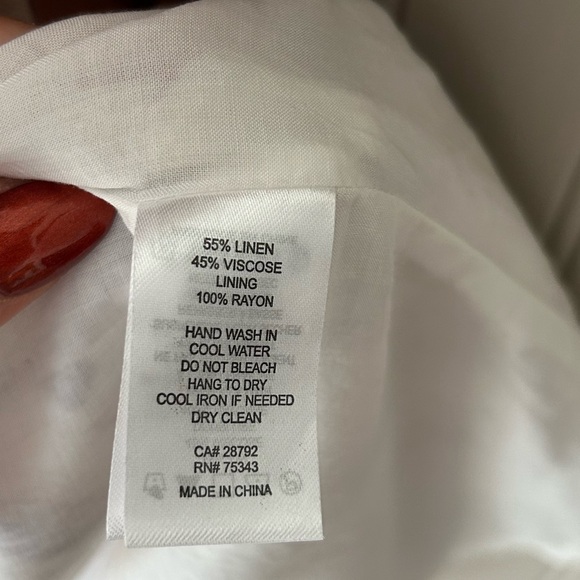 55% LINEN
45% VISCOSE
LINING
100% RAYON
HAND WASH IN
COOL WATER
DO NOT BLEACH
HANG TO DRY
COOL IRON IF NEEDED
DRY CLEAN
CA# 28792
RN# 75343
MADE IN CHINA